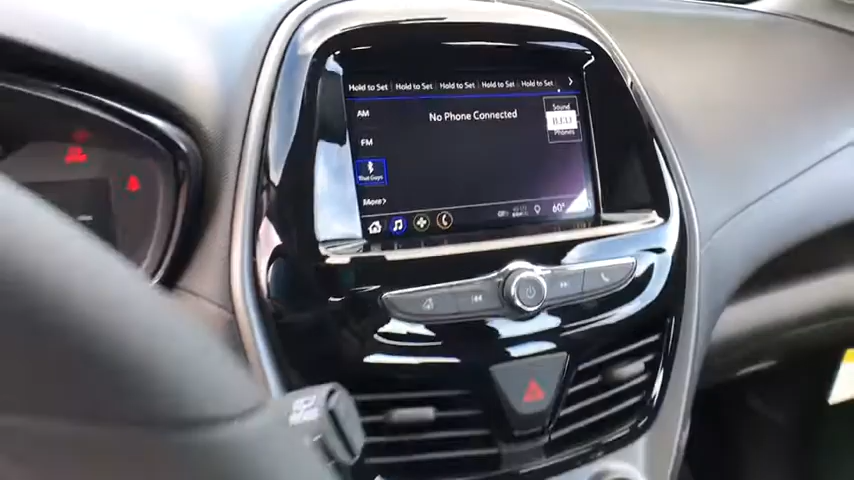 Hold to Set Hold to Set Hold to Set Hold to Set Hold to Set
AM
No Phone Connected
Sound
Phones
FM
More>
60°